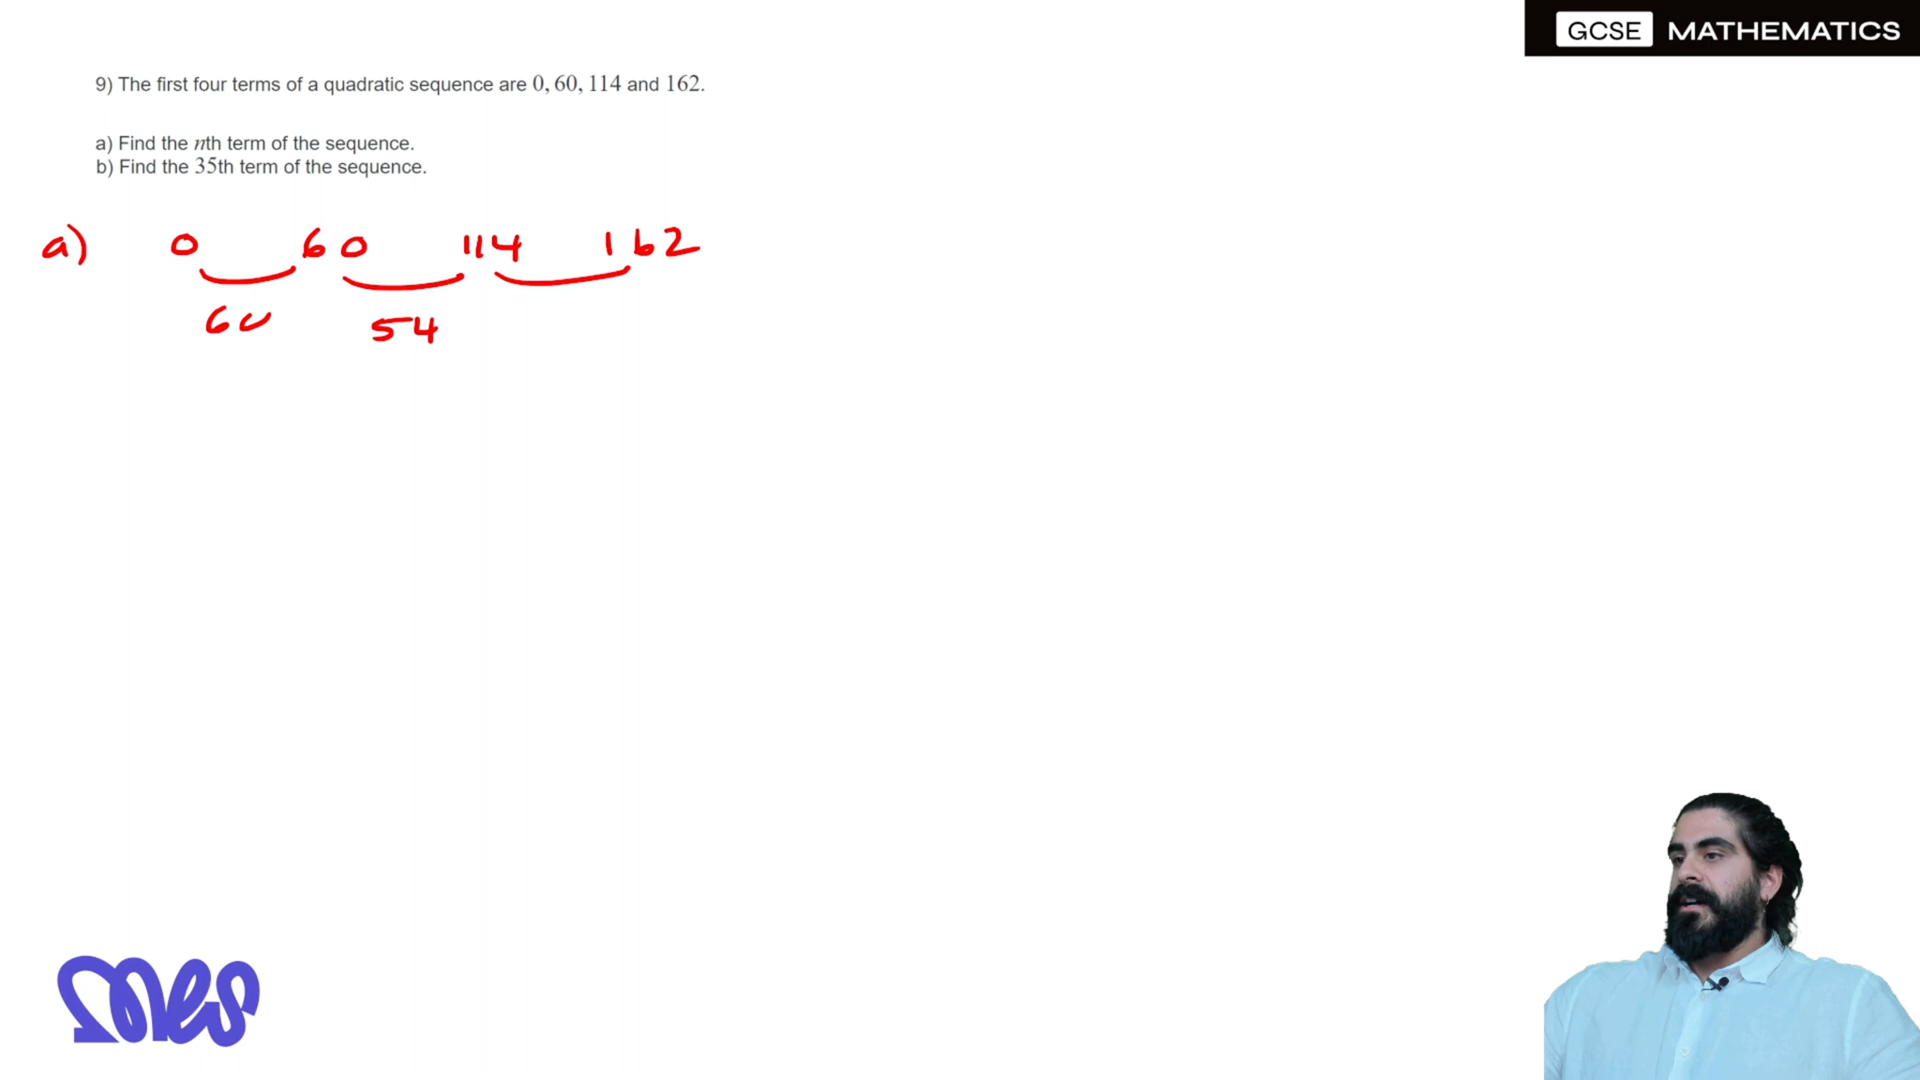 GCSE MATHEMATICS
9) The first four terms of a quadratic sequence are 0, 60, 114 and 162.
a) Find the nth term of the sequence.
b) Find the 35th term of the sequence.
a) 0 60 114 162
60 54
mes